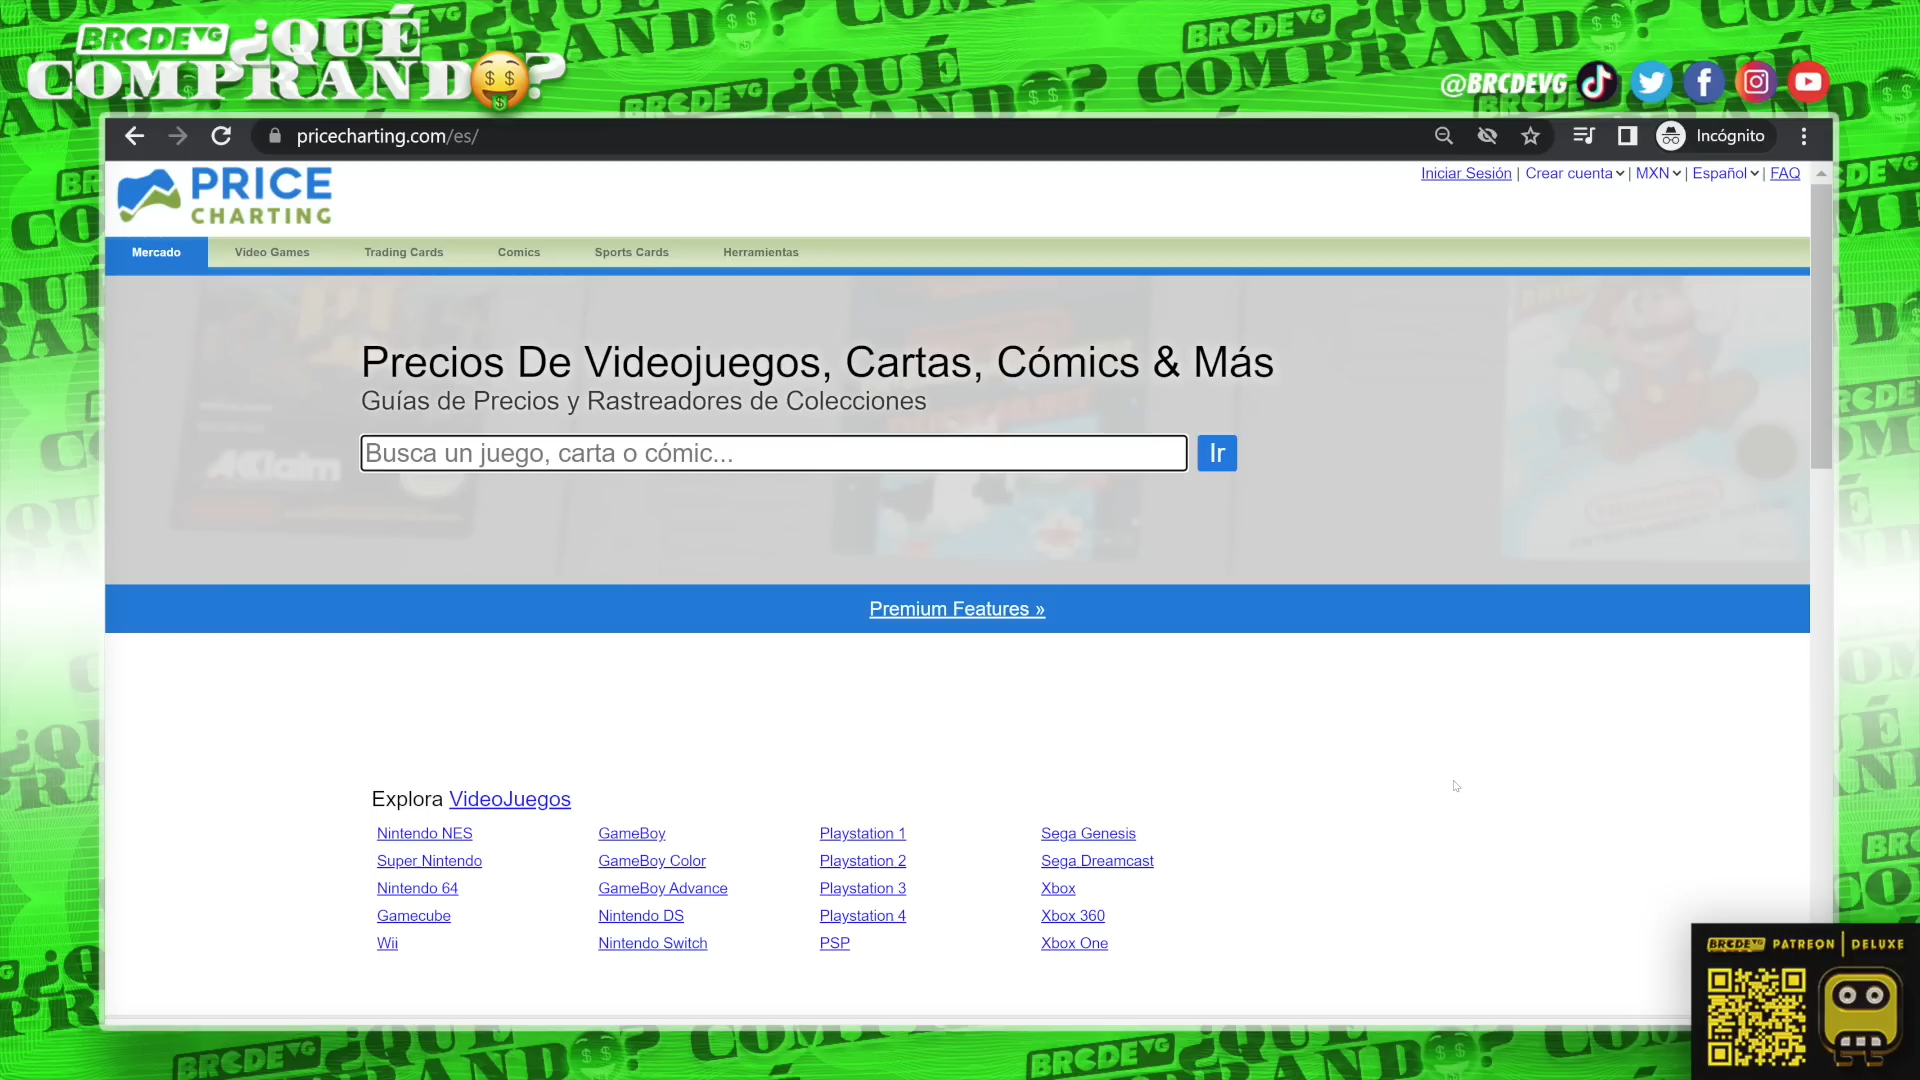 BRCDEVG ¿QUÉ
COMPRANDO?
@BRCDEVG
pricecharting.com/es/
Incógnito
PRICE
CHARTING
Iniciar Sesión | Crear cuenta | MXN | Español | FAQ
Mercado Video Games Trading Cards Comics Sports Cards Herramientas
Precios De Videojuegos, Cartas, Cómics & Más
Guías de Precios y Rastreadores de Colecciones
Busca un juego, carta o cómic... Ir
AKlaim
Premium Features »
Explora VideoJuegos
Nintendo NES GameBoy Playstation 1 Sega Genesis
Super Nintendo GameBoy Color Playstation 2 Sega Dreamcast
Nintendo 64 GameBoy Advance Playstation 3 Xbox
Gamecube Nintendo DS Playstation 4 Xbox 360
Wii Nintendo Switch PSP Xbox One
BRCDEVG PATREON | DELUXE